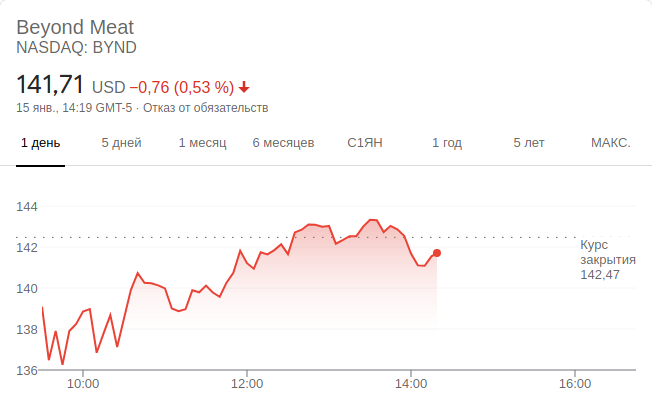 Beyond Meat
NASDAQ: BYND
141,71 USD −0,76 (0,53 %)
15 янв., 14:19 GMT-5 · Отказ от обязательств
1 день 5 дней 1 месяц 6 месяцев С1ЯН 1 год 5 лет МАКС.
144
142
140
138
136
Курс
закрытия
142,47
10:00 12:00 14:00 16:00